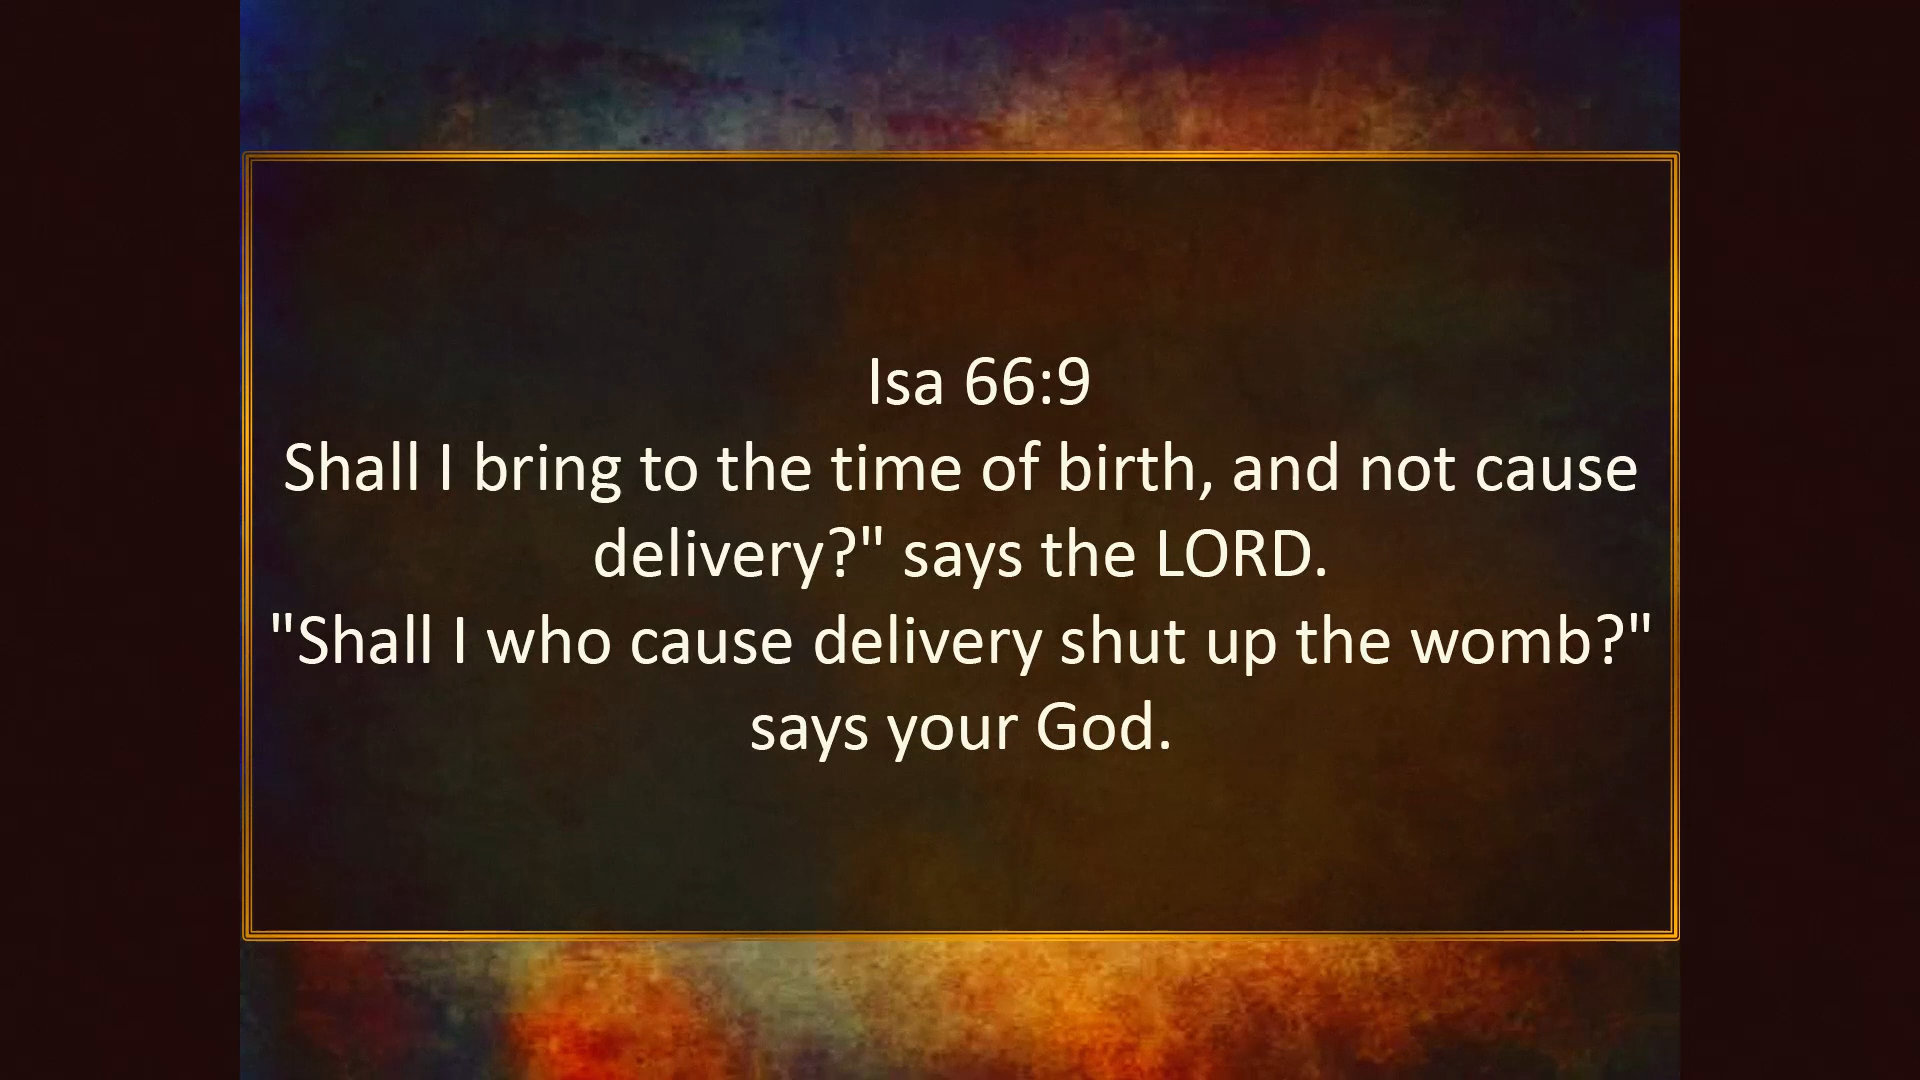 Isa 66:9
Shall I bring to the time of birth, and not cause
delivery?" says the LORD.
"Shall I who cause delivery shut up the womb?"
says your God.